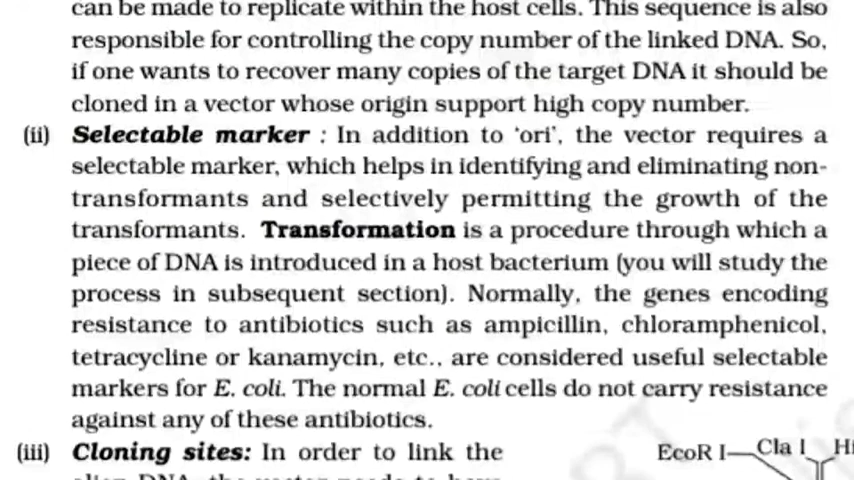 can be made to replicate within the host cells. This sequence is also
responsible for controlling the copy number of the linked DNA. So,
if one wants to recover many copies of the target DNA it should be
cloned in a vector whose origin support high copy number.
(ii) Selectable marker : In addition to 'ori', the vector requires a
selectable marker, which helps in identifying and eliminating non-
transformants and selectively permitting the growth of the
transformants. Transformation is a procedure through which a
piece of DNA is introduced in a host bacterium (you will study the
process in subsequent section). Normally, the genes encoding
resistance to antibiotics such as ampicillin, chloramphenicol,
tetracycline or kanamycin, etc., are considered useful selectable
markers for E. coli. The normal E. coli cells do not carry resistance
against any of these antibiotics.
(iii) Cloning sites: In order to link the
EcoR I Cla I